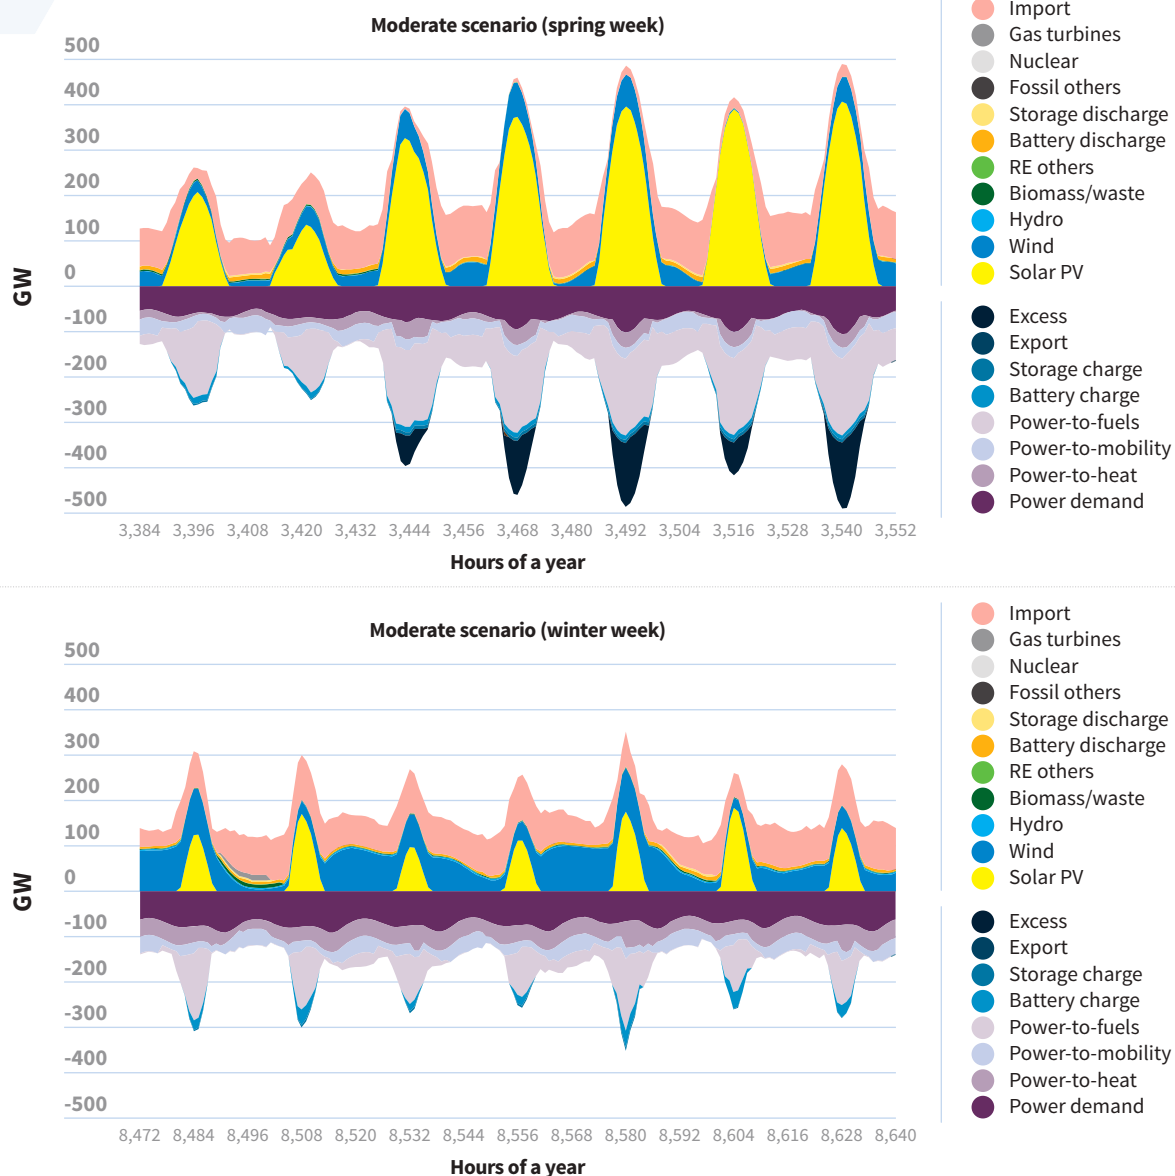 Moderate scenario (spring week)
500
400
300
200
100
0
-100
-200
-300
-400
-500
GW
3,384 3,396 3,408 3,420 3,432 3,444 3,456 3,468 3,480 3,492 3,504 3,516 3,528 3,540 3,552
Hours of a year
Import
Gas turbines
Nuclear
Fossil others
Storage discharge
Battery discharge
RE others
Biomass/waste
Hydro
Wind
Solar PV
Excess
Export
Storage charge
Battery charge
Power-to-fuels
Power-to-mobility
Power-to-heat
Power demand
Moderate scenario (winter week)
500
400
300
200
100
0
-100
-200
-300
-400
-500
GW
8,472 8,484 8,496 8,508 8,520 8,532 8,544 8,556 8,568 8,580 8,592 8,604 8,616 8,628 8,640
Hours of a year
Import
Gas turbines
Nuclear
Fossil others
Storage discharge
Battery discharge
RE others
Biomass/waste
Hydro
Wind
Solar PV
Excess
Export
Storage charge
Battery charge
Power-to-fuels
Power-to-mobility
Power-to-heat
Power demand